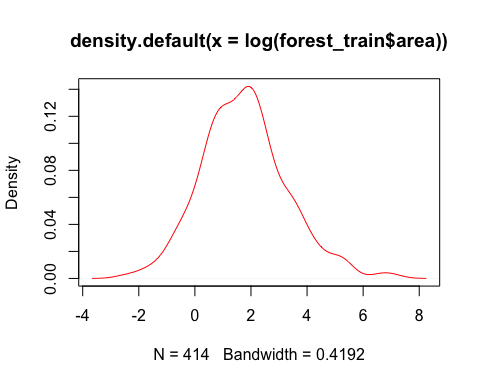 density.default(x = log(forest_train$area))
Density
0.00 0.04 0.08 0.12
-4 -2 0 2 4 6 8
N = 414 Bandwidth = 0.4192